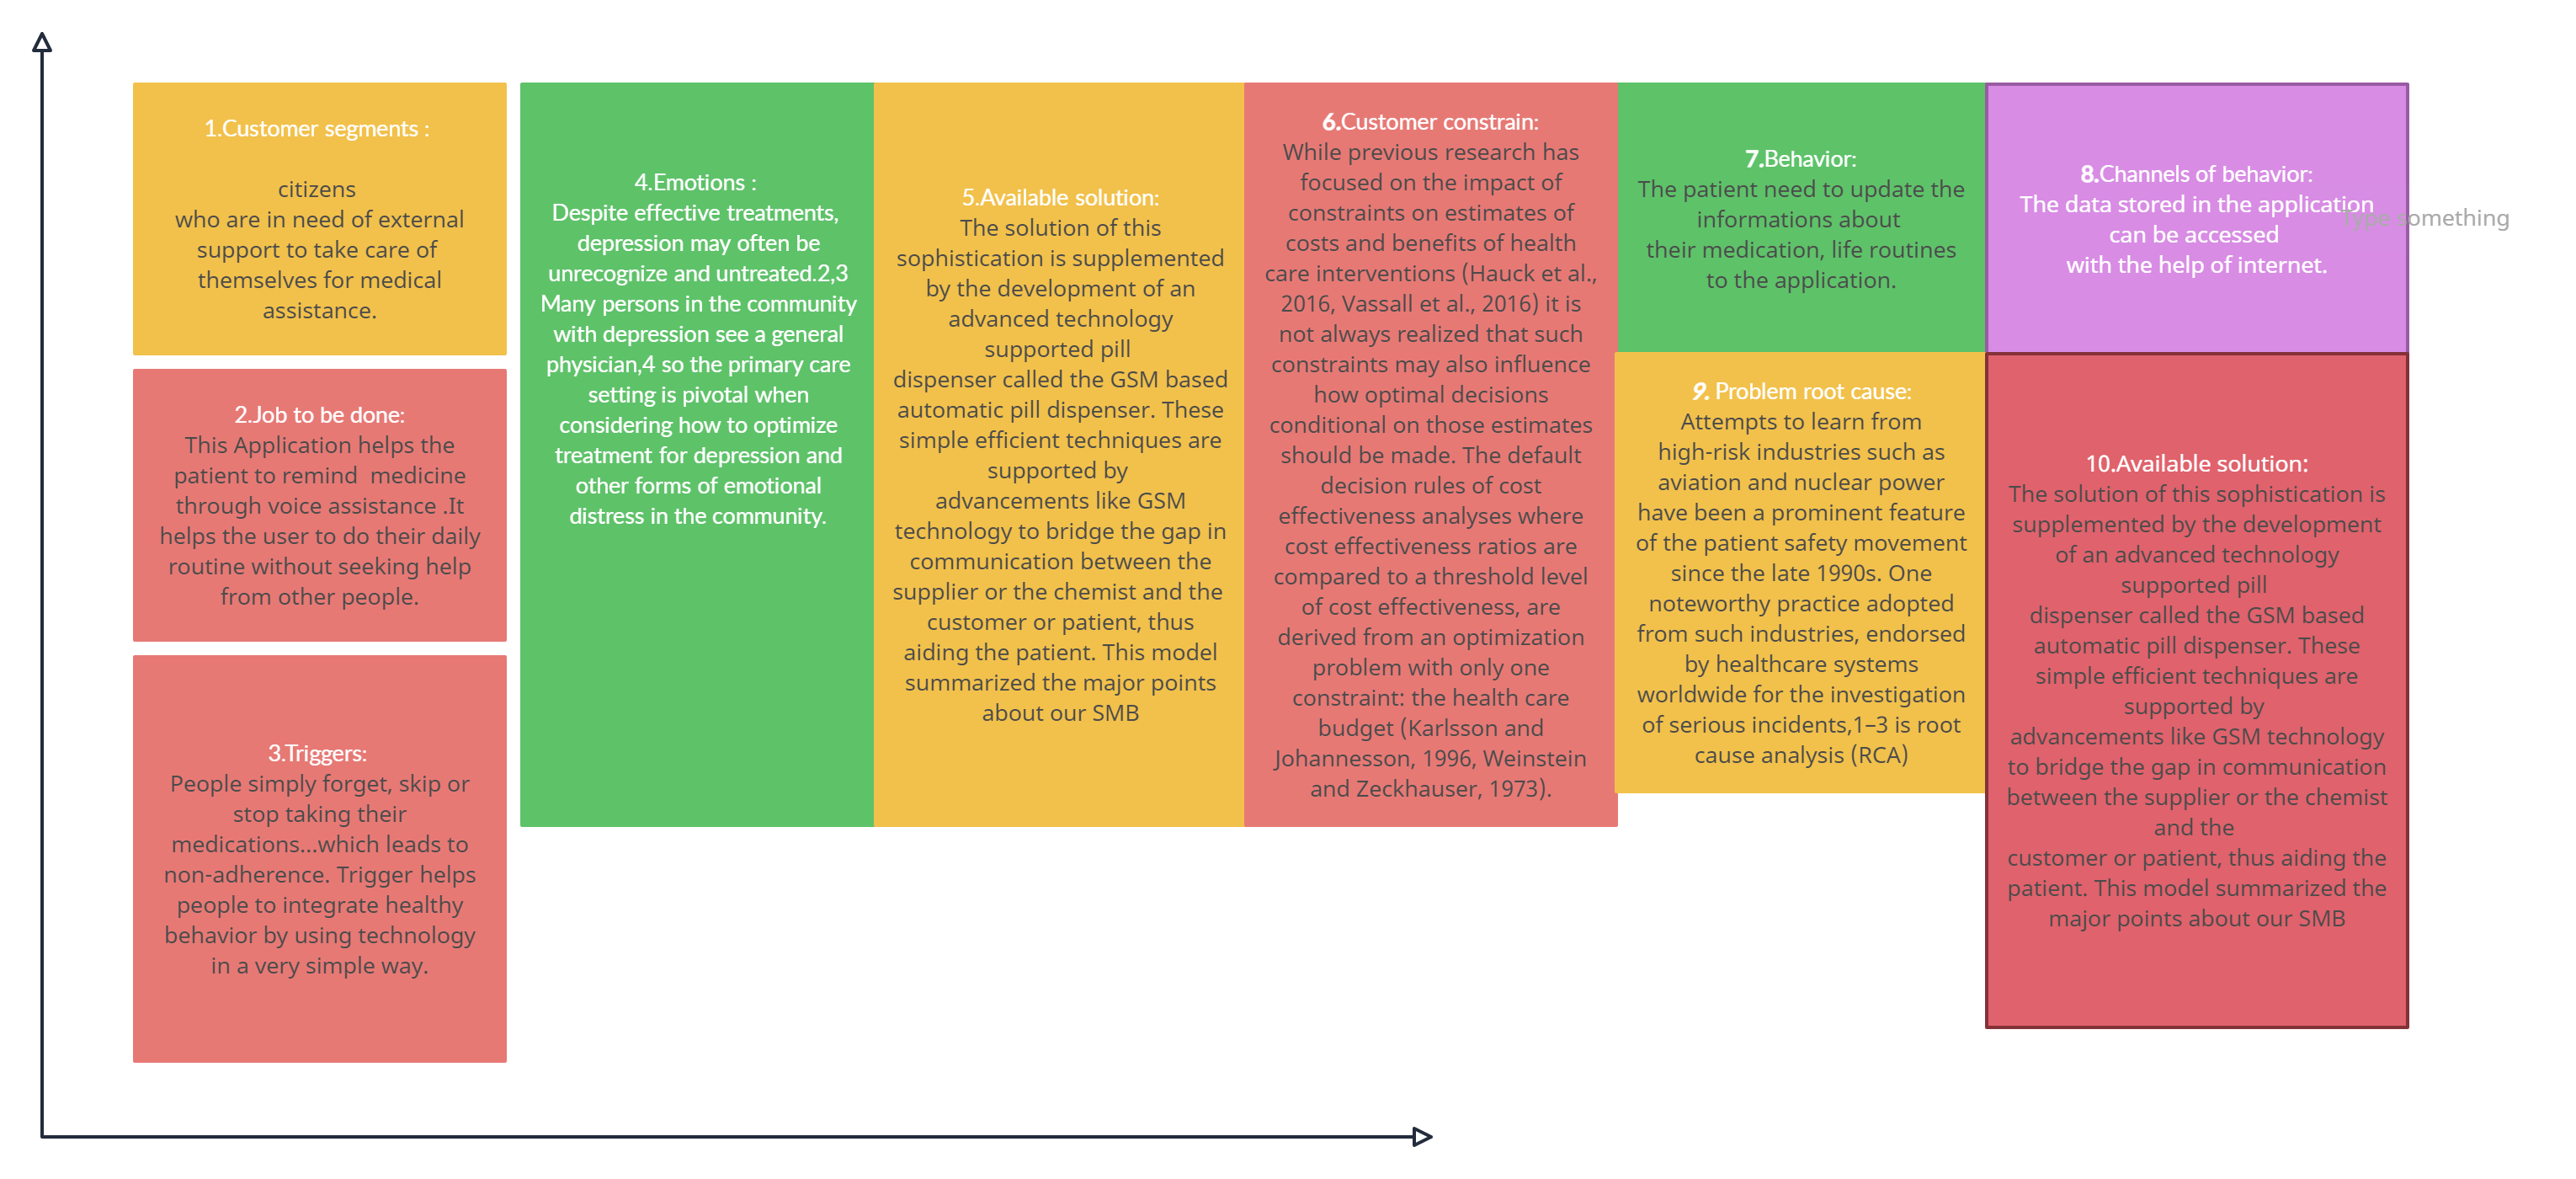 1.Customer segments :
citizens
who are in need of external
support to take care of
themselves for medical
assistance.
2.Job to be done:
This Application helps the
patient to remind  medicine
through voice assistance .It
helps the user to do their daily
routine without seeking help
from other people.
3.Triggers:
People simply forget, skip or
stop taking their
medications...which leads to
non-adherence. Trigger helps
people to integrate healthy
behavior by using technology
in a very simple way.
4.Emotions :
Despite effective treatments,
depression may often be
unrecognize and untreated.2,3
Many persons in the community
with depression see a general
physician,4 so the primary care
setting is pivotal when
considering how to optimize
treatment for depression and
other forms of emotional
distress in the community.
5.Available solution:
The solution of this
sophistication is supplemented
by the development of an
advanced technology
supported pill
dispenser called the GSM based
automatic pill dispenser. These
simple efficient techniques are
supported by
advancements like GSM
technology to bridge the gap in
communication between the
supplier or the chemist and the
customer or patient, thus
aiding the patient. This model
summarized the major points
about our SMB
6.Customer constrain:
While previous research has
focused on the impact of
constraints on estimates of
costs and benefits of health
care interventions (Hauck et al.,
2016, Vassall et al., 2016) it is
not always realized that such
constraints may also influence
how optimal decisions
conditional on those estimates
should be made. The default
decision rules of cost
effectiveness analyses where
cost effectiveness ratios are
compared to a threshold level
of cost effectiveness, are
derived from an optimization
problem with only one
constraint: the health care
budget (Karlsson and
Johannesson, 1996, Weinstein
and Zeckhauser, 1973).
7.Behavior:
The patient need to update the
informations about
their medication, life routines
to the application.
8.Channels of behavior:
The data stored in the application
can be accessed
with the help of internet.
Type something
9. Problem root cause:
Attempts to learn from
high-risk industries such as
aviation and nuclear power
have been a prominent feature
of the patient safety movement
since the late 1990s. One
noteworthy practice adopted
from such industries, endorsed
by healthcare systems
worldwide for the investigation
of serious incidents,1–3 is root
cause analysis (RCA)
10.Available solution:
The solution of this sophistication is
supplemented by the development
of an advanced technology
supported pill
dispenser called the GSM based
automatic pill dispenser. These
simple efficient techniques are
supported by
advancements like GSM technology
to bridge the gap in communication
between the supplier or the chemist
and the
customer or patient, thus aiding the
patient. This model summarized the
major points about our SMB